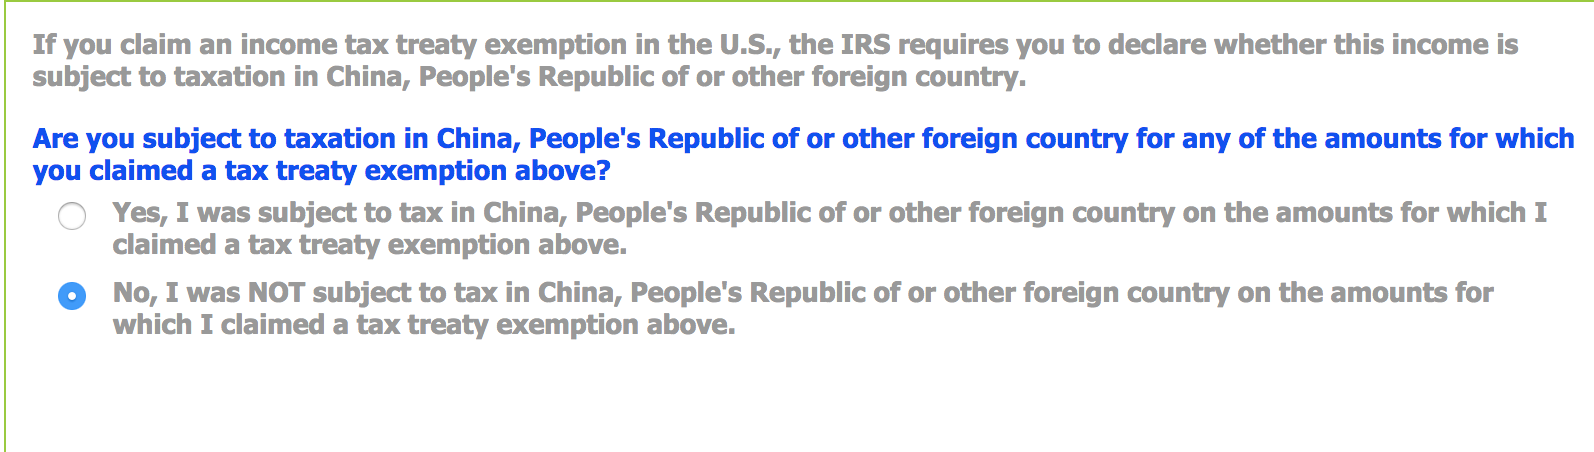 If you claim an income tax treaty exemption in the U.S., the IRS requires you to declare whether this income is
subject to taxation in China, People's Republic of or other foreign country.
Are you subject to taxation in China, People's Republic of or other foreign country for any of the amounts for which
you claimed a tax treaty exemption above?
Yes, I was subject to tax in China, People's Republic of or other foreign country on the amounts for which I
claimed a tax treaty exemption above.
No, I was NOT subject to tax in China, People's Republic of or other foreign country on the amounts for
which I claimed a tax treaty exemption above.